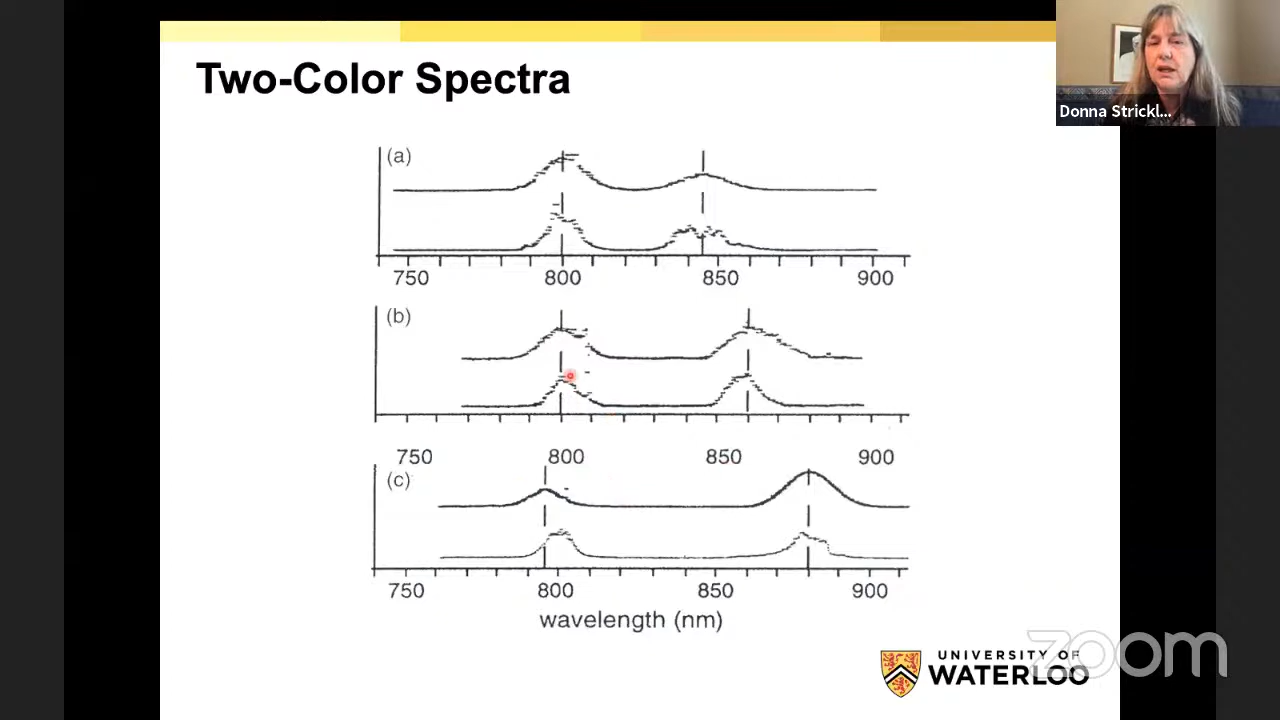 Two-Color Spectra
Donna Strickl...
(a)
750 800 850 900
(b)
750 800 850 900
(c)
750 800 850 900
wavelength (nm)
UNIVERSITY OF
WATERLOO
zoom